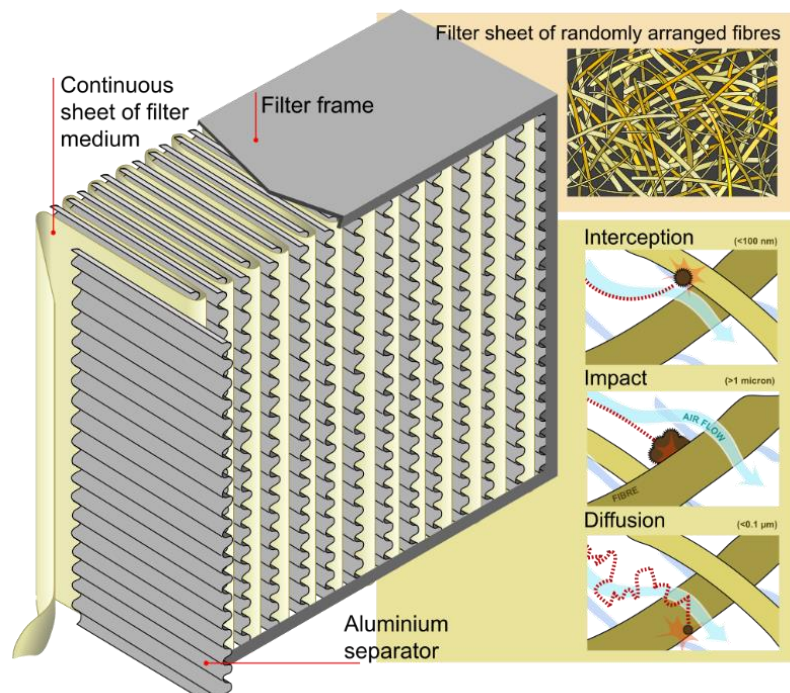 Filter sheet of randomly arranged fibres
Continuous
sheet of filter
medium
Filter frame
Interception (<100 nm)
Impact (>1 micron)
AIR FLOW
FIBRE
Diffusion (<0.1 µm)
Aluminium
separator